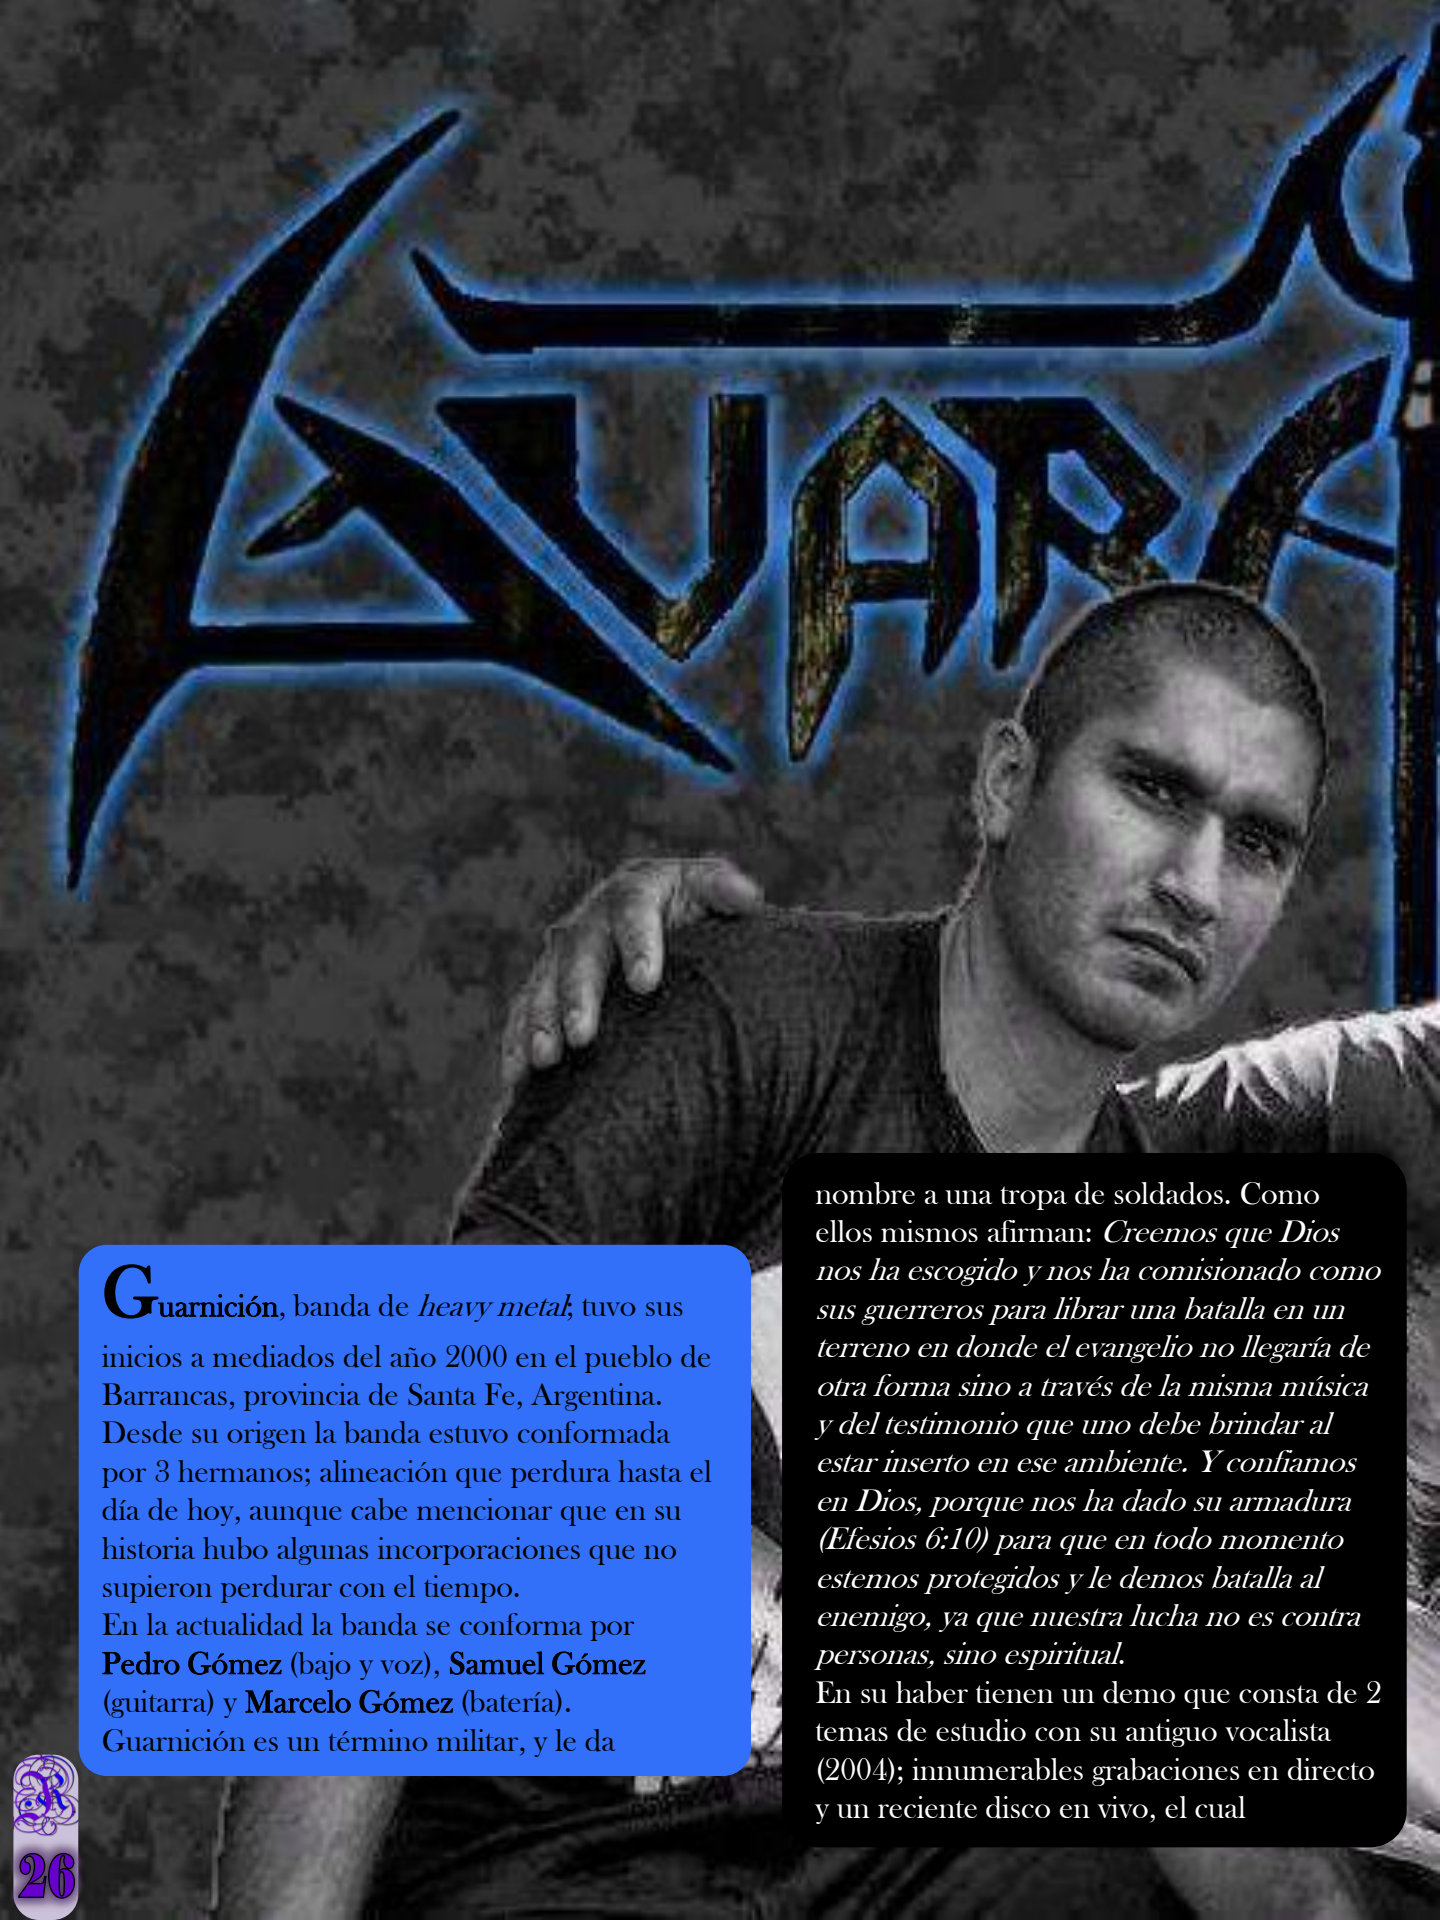 GUARN
Guarnición, banda de heavy metal; tuvo sus
inicios a mediados del año 2000 en el pueblo de
Barrancas, provincia de Santa Fe, Argentina.
Desde su origen la banda estuvo conformada
por 3 hermanos; alineación que perdura hasta el
día de hoy, aunque cabe mencionar que en su
historia hubo algunas incorporaciones que no
supieron perdurar con el tiempo.
En la actualidad la banda se conforma por
Pedro Gómez (bajo y voz), Samuel Gómez
(guitarra) y Marcelo Gómez (batería).
Guarnición es un término militar, y le da
nombre a una tropa de soldados. Como
ellos mismos afirman: Creemos que Dios
nos ha escogido y nos ha comisionado como
sus guerreros para librar una batalla en un
terreno en donde el evangelio no llegaría de
otra forma sino a través de la misma música
y del testimonio que uno debe brindar al
estar inserto en ese ambiente. Y confiamos
en Dios, porque nos ha dado su armadura
(Efesios 6:10) para que en todo momento
estemos protegidos y le demos batalla al
enemigo, ya que nuestra lucha no es contra
personas, sino espiritual.
En su haber tienen un demo que consta de 2
temas de estudio con su antiguo vocalista
(2004); innumerables grabaciones en directo
y un reciente disco en vivo, el cual
R
26